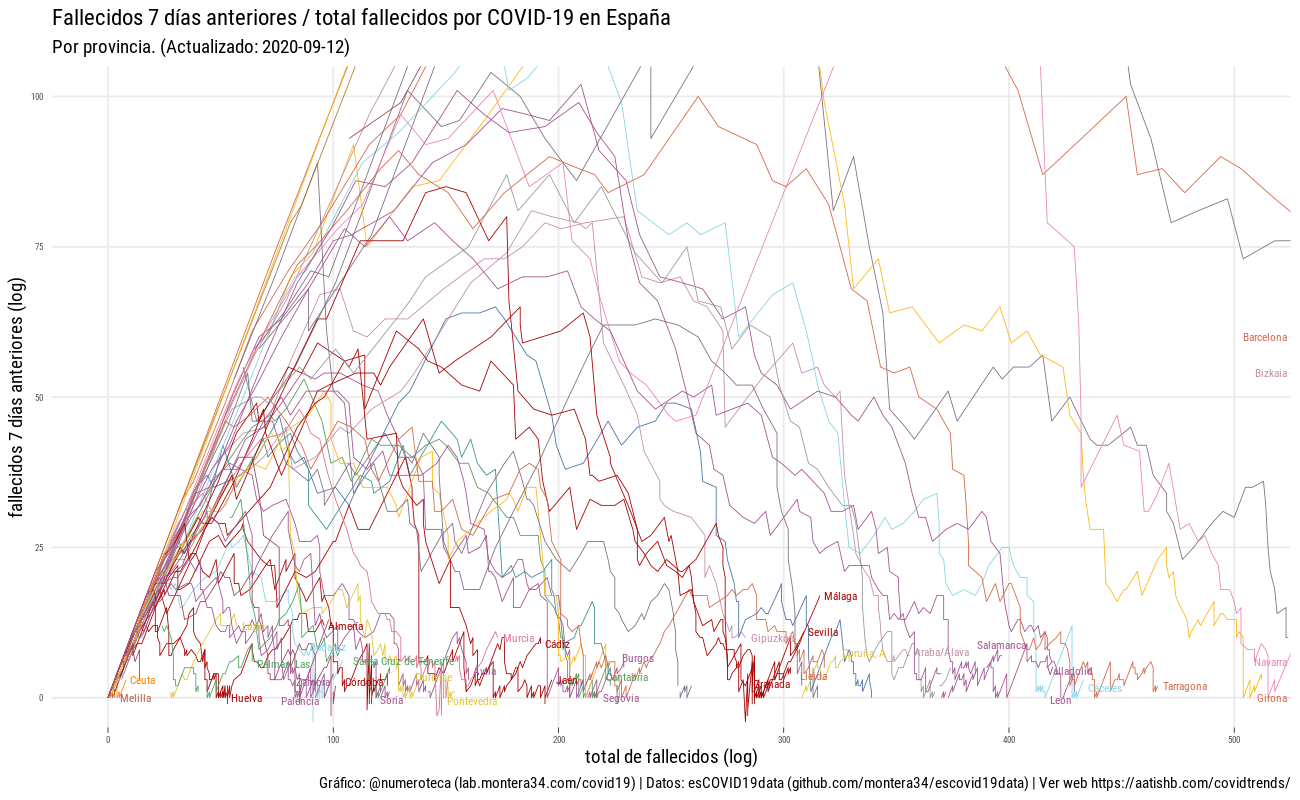 Fallecidos 7 días anteriores / total fallecidos por COVID-19 en España
Por provincia. (Actualizado: 2020-09-12)
fallecidos 7 días anteriores (log)
100
75
50
25
0
Barcelona
Bizkaia
Málaga
Sevilla
Gipuzkoa
Almería
Murcia
Cádiz
Coruña, A
Araba/Álava
Salamanca
Santa Cruz de Tenerife
Palmas, Las
Burgos
Navarra
Ávila
Valladolid
Cantabria
Lleida
Ceuta
Zamora
Córdoba
Ourense
Jaén
Granada
Cáceres
Tarragona
Melilla
Huelva
Palencia
Soria
Pontevedra
Segovia
León
Girona
0
100
200
300
400
500
total de fallecidos (log)
Gráfico: @numeroteca (lab.montera34.com/covid19) | Datos: esCOVID19data (github.com/montera34/escovid19data) | Ver web https://aatishb.com/covidtrends/